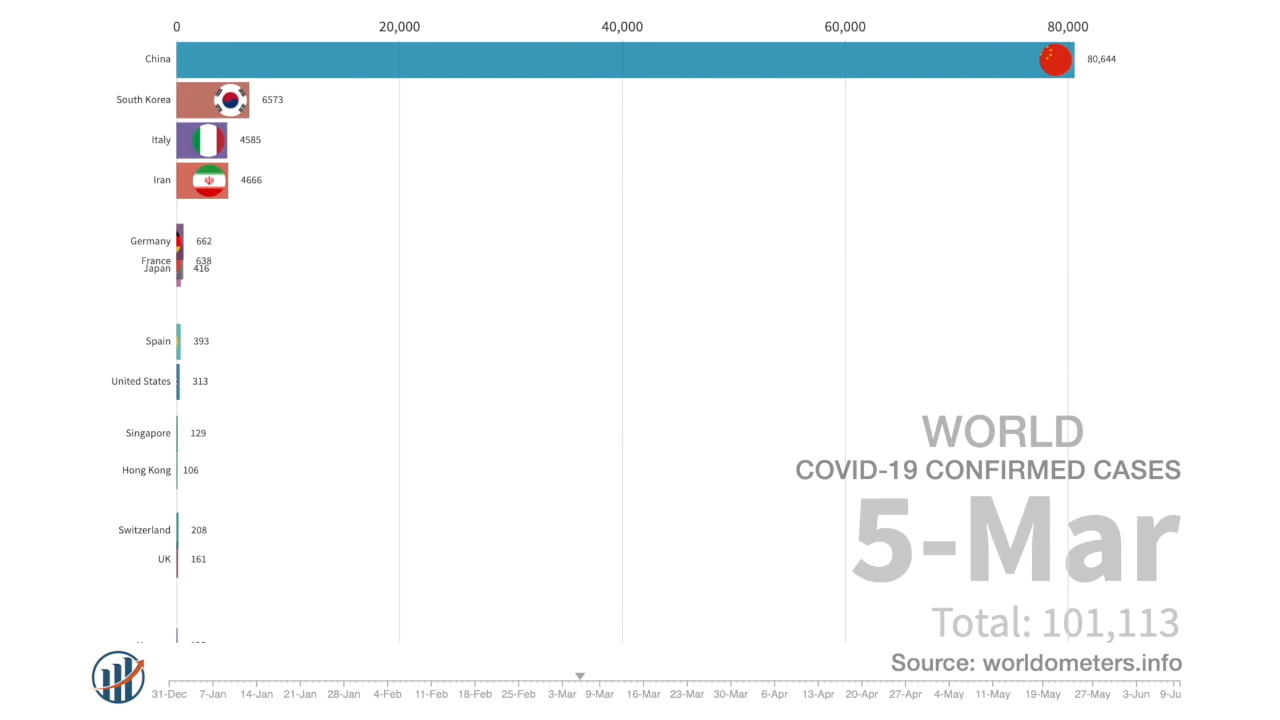 0 20,000 40,000 60,000 80,000
China 80,644
South Korea 6573
Italy 4585
Iran 4666
Germany 662
France 638
Japan 416
Spain 393
United States 313
Singapore 129
Hong Kong 106
Switzerland 208
UK 161
WORLD
COVID-19 CONFIRMED CASES
5-Mar
Total: 101,113
Source: worldometers.info
31-Dec 7-Jan 14-Jan 21-Jan 28-Jan 4-Feb 11-Feb 18-Feb 25-Feb 3-Mar 9-Mar 16-Mar 23-Mar 30-Mar 6-Apr 13-Apr 20-Apr 27-Apr 4-May 11-May 19-May 27-May 3-Jun 9-Ju